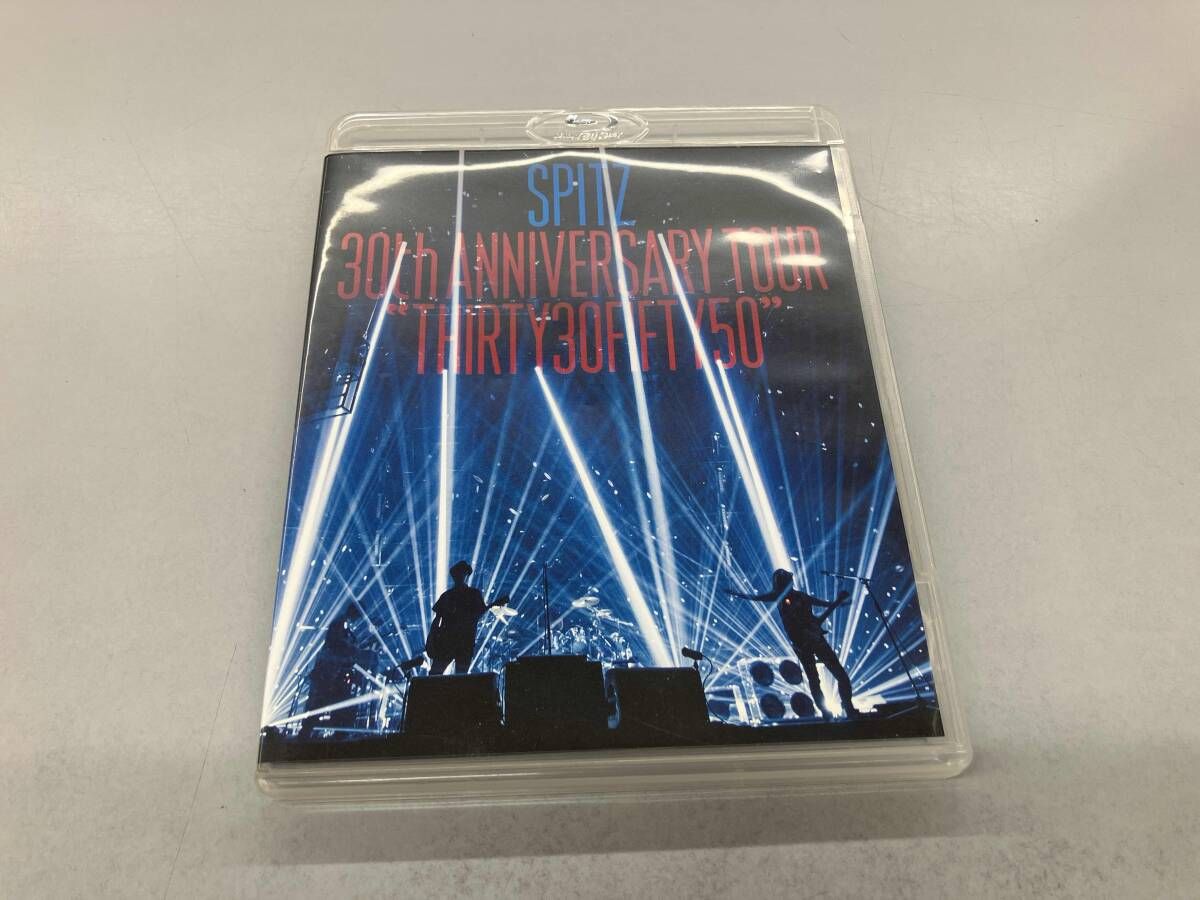 SPITZ
30th ANNIVERSARY TOUR
“THIRTY30FIFTY50”